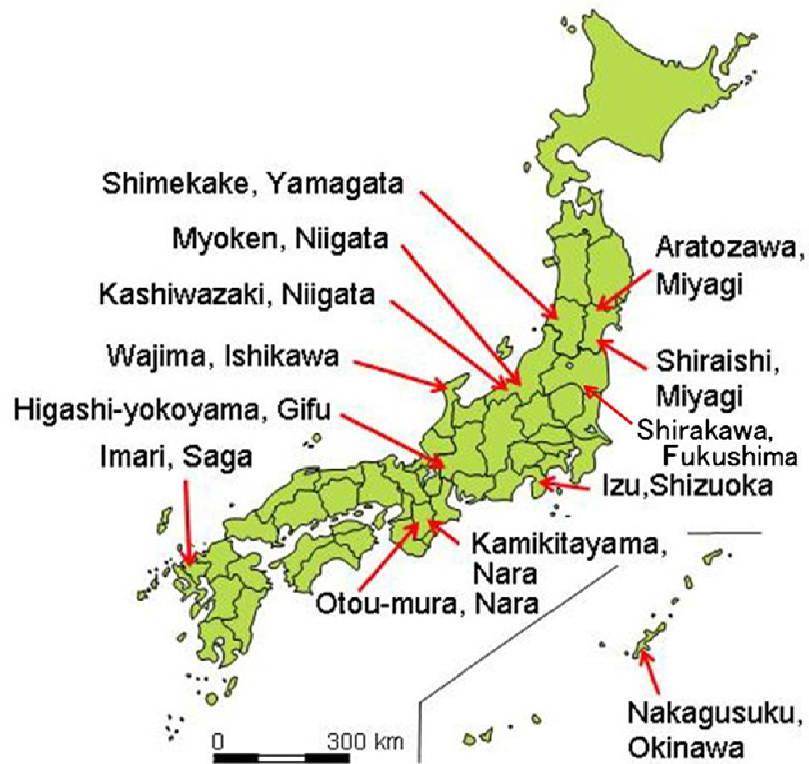 Shimekake, Yamagata
Myoken, Niigata
Kashiwazaki, Niigata
Wajima, Ishikawa
Higashi-yokoyama, Gifu
Imari, Saga
Aratozawa,
Miyagi
Shiraishi,
Miyagi
Shirakawa,
Fukushima
Izu,Shizuoka
Kamikitayama,
Nara
Otou-mura, Nara
Nakagusuku,
Okinawa
0 300 km